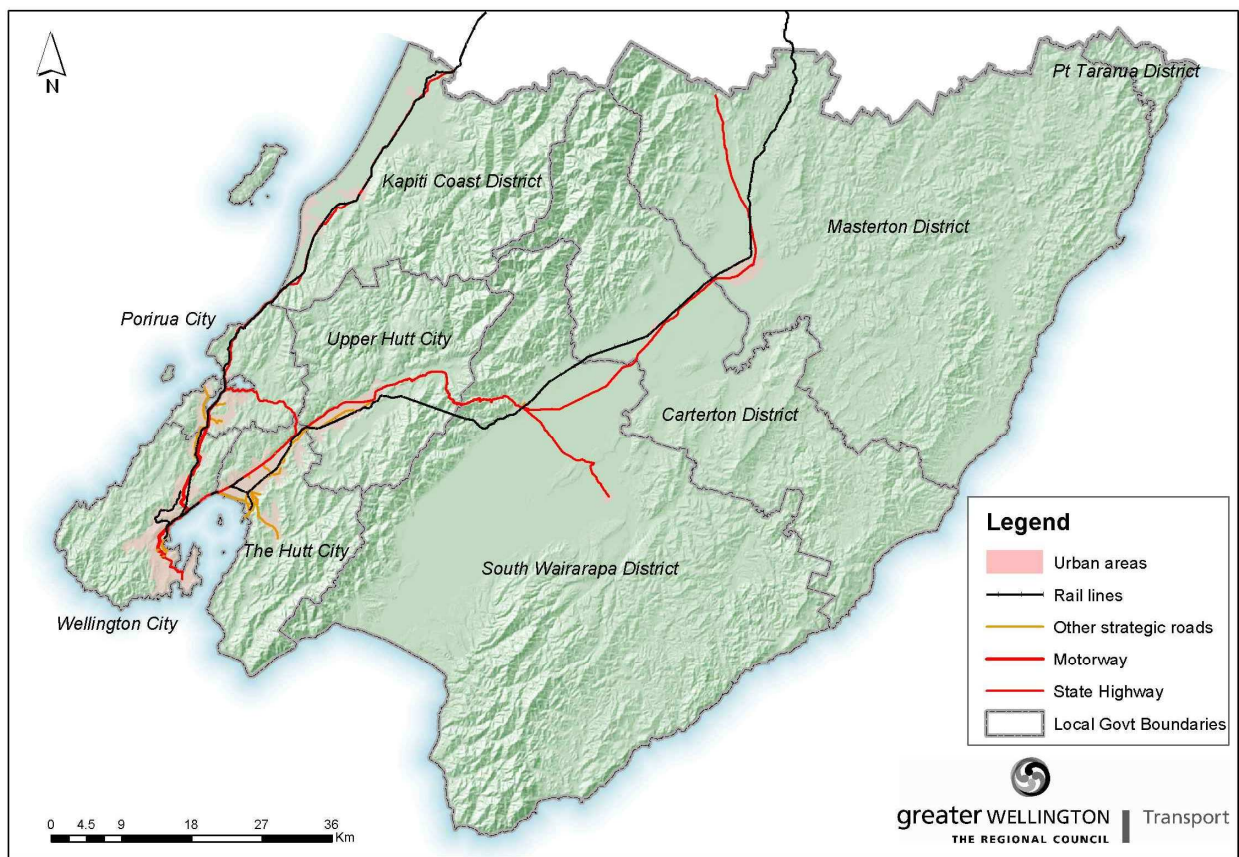 N
Pt Tararua District
Kapiti Coast District
Masterton District
Porirua City
Upper Hutt City
Carterton District
The Hutt City
South Wairarapa District
Wellington City
Legend
Urban areas
Rail lines
Other strategic roads
Motorway
State Highway
Local Govt Boundaries
0 4.5 9 18 27 36
Km
greater WELLINGTON | Transport
THE REGIONAL COUNCIL